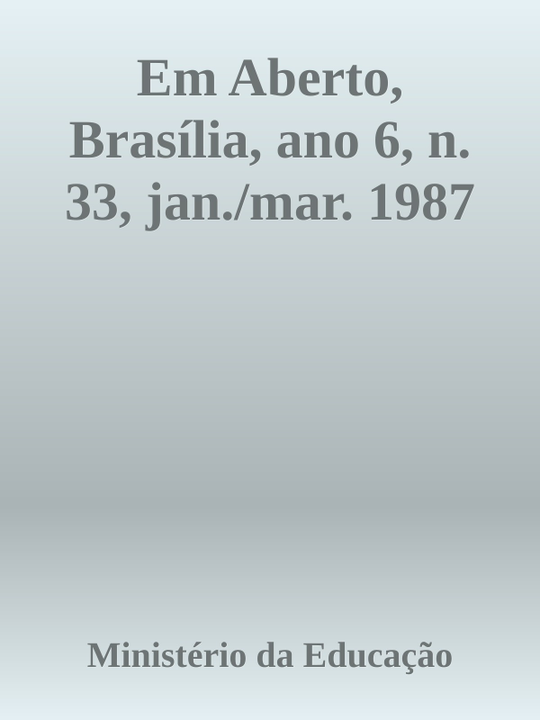 Em Aberto,
Brasília, ano 6, n.
33, jan./mar. 1987
Ministério da Educação